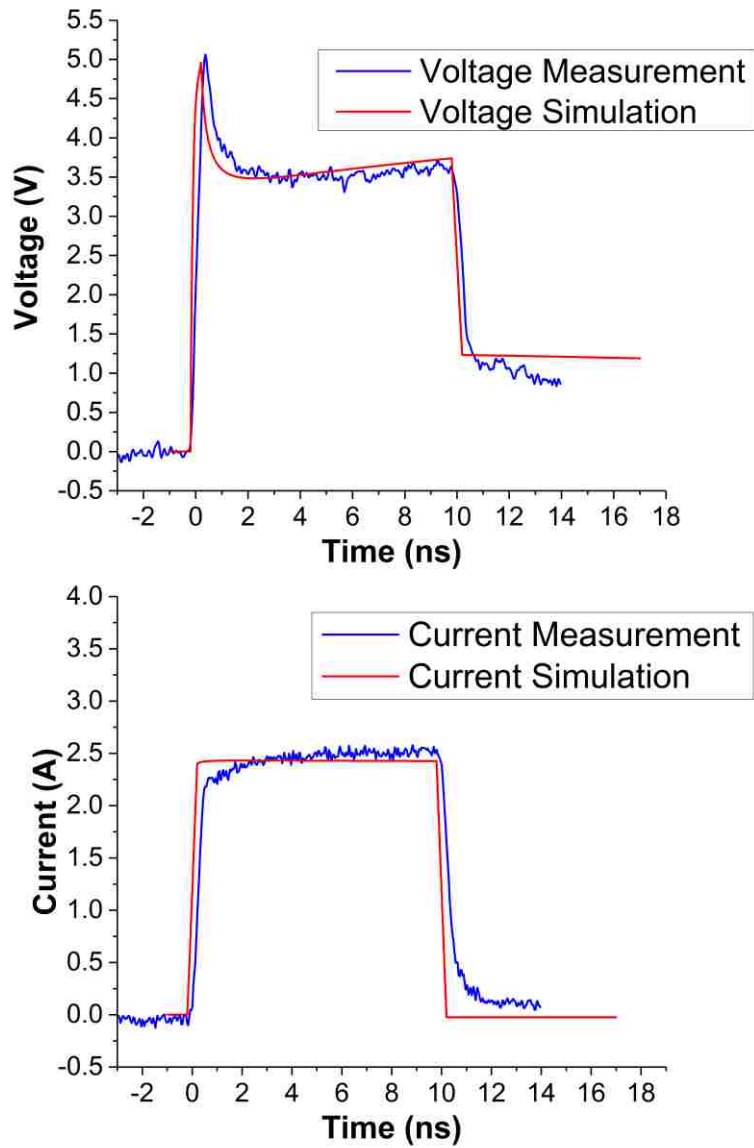 5.5
5.0
4.5
4.0
3.5
3.0
2.5
2.0
1.5
1.0
0.5
0.0
-0.5
Voltage (V)
Voltage Measurement
Voltage Simulation
-2 0 2 4 6 8 10 12 14 16 18
Time (ns)
4.0
3.5
3.0
2.5
2.0
1.5
1.0
0.5
0.0
-0.5
Current (A)
Current Measurement
Current Simulation
-2 0 2 4 6 8 10 12 14 16 18
Time (ns)